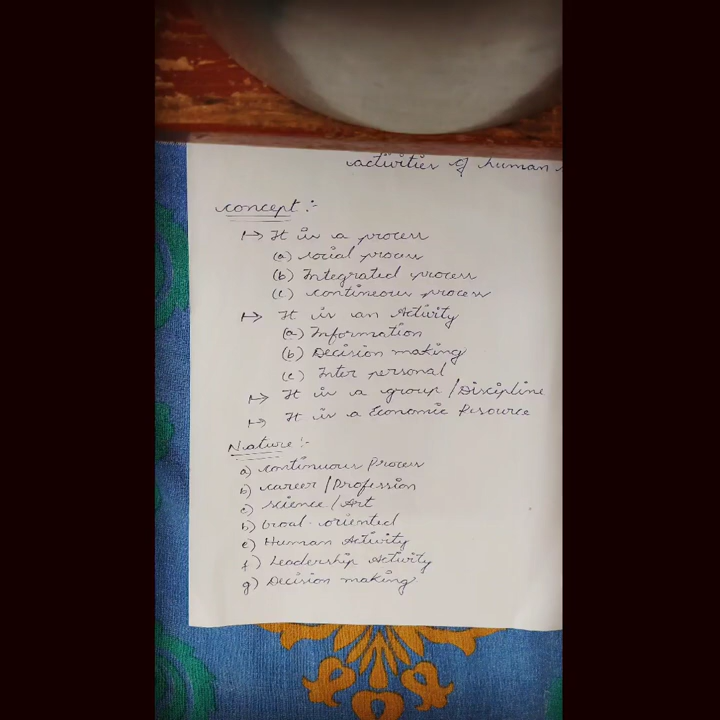 activities of human
concept :-
↦ It is a process
(a) social process
(b) Integrated process
(c) contineous process
↦ It is an Activity
(a) Information
(b) Decision making
(c) Inter personal
↦ It is a group / Discipline
↦ It is a Economic Resource
Nature :-
a) continuous Process
b) career / Profession
c) science / Art
b) Goal-oriented
e) Human Activity
f) Leadership Activity
g) Decision making